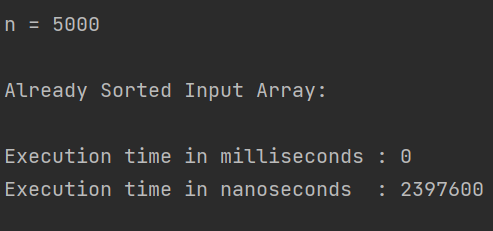 n = 5000
Already Sorted Input Array:
Execution time in milliseconds : 0
Execution time in nanoseconds  : 2397600